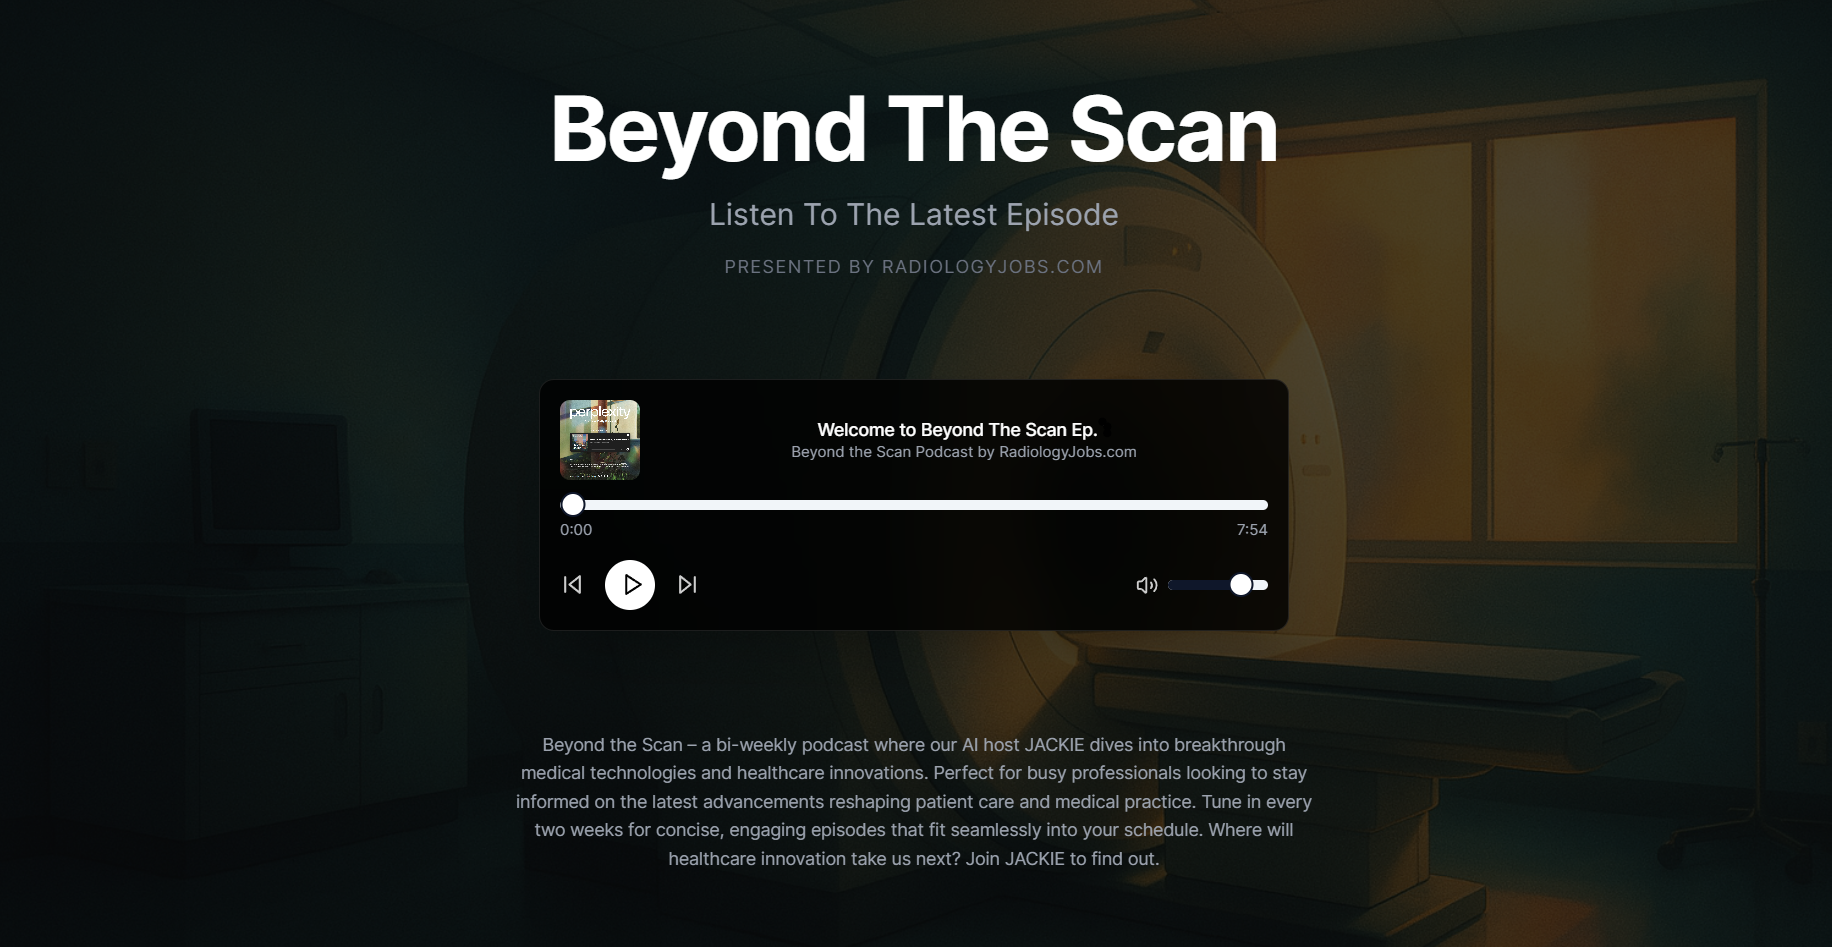 Beyond The Scan
Listen To The Latest Episode
PRESENTED BY RADIOLOGYJOBS.COM
perplexity
Welcome to Beyond The Scan Ep.
Beyond the Scan Podcast by RadiologyJobs.com
0:00
7:54
Beyond the Scan – a bi-weekly podcast where our AI host JACKIE dives into breakthrough
medical technologies and healthcare innovations. Perfect for busy professionals looking to stay
informed on the latest advancements reshaping patient care and medical practice. Tune in every
two weeks for concise, engaging episodes that fit seamlessly into your schedule. Where will
healthcare innovation take us next? Join JACKIE to find out.